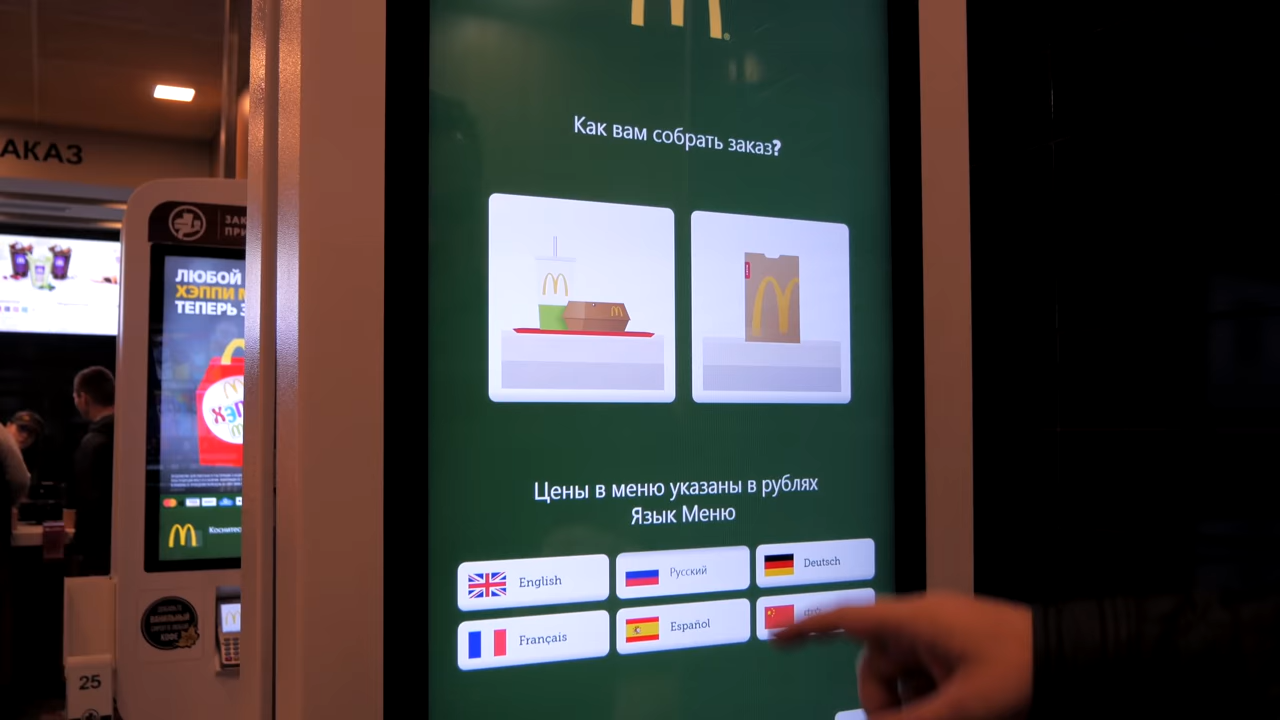 АКАЗ
ЛЮБОЙ
ХЭППИ
ТЕПЕРЬ
25
Как вам собрать заказ?
Цены в меню указаны в рублях
Язык Меню
English
Русский
Deutsch
Français
Español